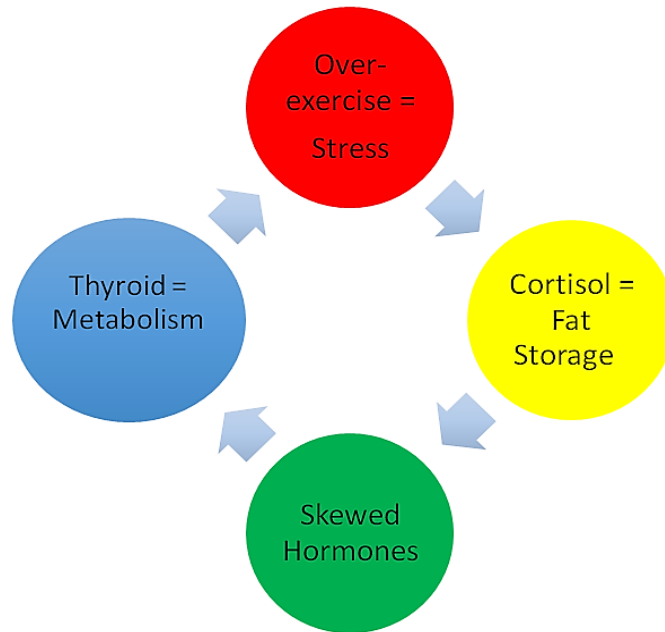 Over-
exercise =
Stress
Cortisol =
Fat
Storage
Skewed
Hormones
Thyroid =
Metabolism